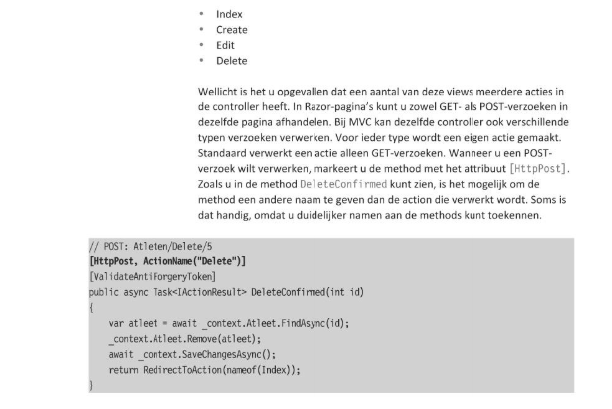 • Index
• Create
• Edit
• Delete
Wellicht is het u opgevallen dat een aantal van deze views meerdere acties in
de controller heeft. In Razor-pagina's kunt u zowel GET- als POST-verzoeken in
dezelfde pagina afhandelen. Bij MVC kan dezelfde controller ook verschillende
typen verzoeken verwerken. Voor ieder type wordt een eigen actie gemaakt.
Standaard verwerkt een actie alleen GET-verzoeken. Wanneer u een POST-
verzoek wilt verwerken, markeert u de method met het attribuut [HttpPost].
Zoals u in de method DeleteConfirmed kunt zien, is het mogelijk om de
method een andere naam te geven dan de action die verwerkt wordt. Soms is
dat handig, omdat u duidelijker namen aan de methods kunt toekennen.
// POST: Atleten/Delete/5
[HttpPost, ActionName("Delete")]
[ValidateAntiForgeryToken]
public async Task<IActionResult> DeleteConfirmed(int id)
{
var atleet = await _context.Atleet.FindAsync(id);
_context.Atleet.Remove(atleet);
await _context.SaveChangesAsync();
return RedirectToAction(nameof(Index));
}